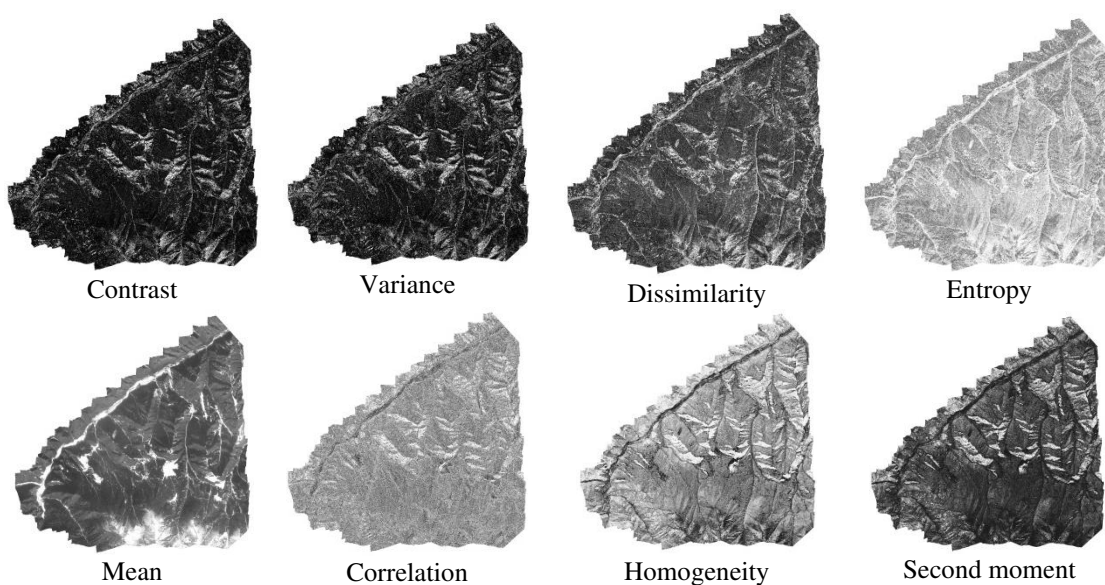 Contrast
Variance
Dissimilarity
Entropy
Mean
Correlation
Homogeneity
Second moment